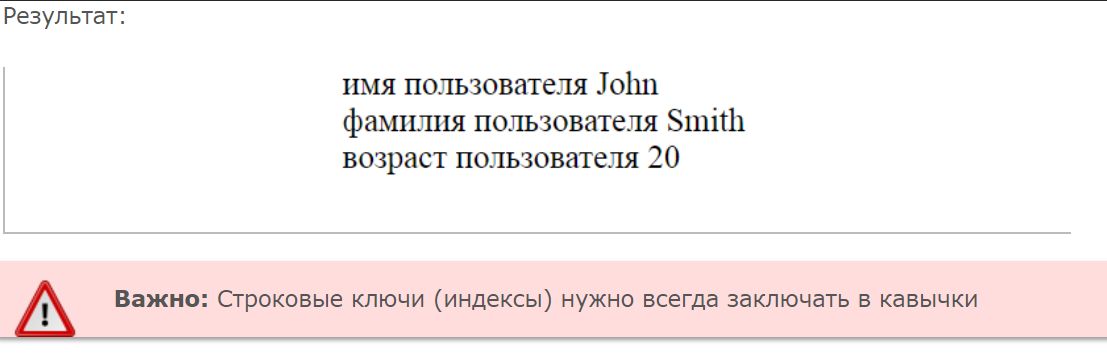 Результат:
имя пользователя John
фамилия пользователя Smith
возраст пользователя 20
Важно: Строковые ключи (индексы) нужно всегда заключать в кавычки